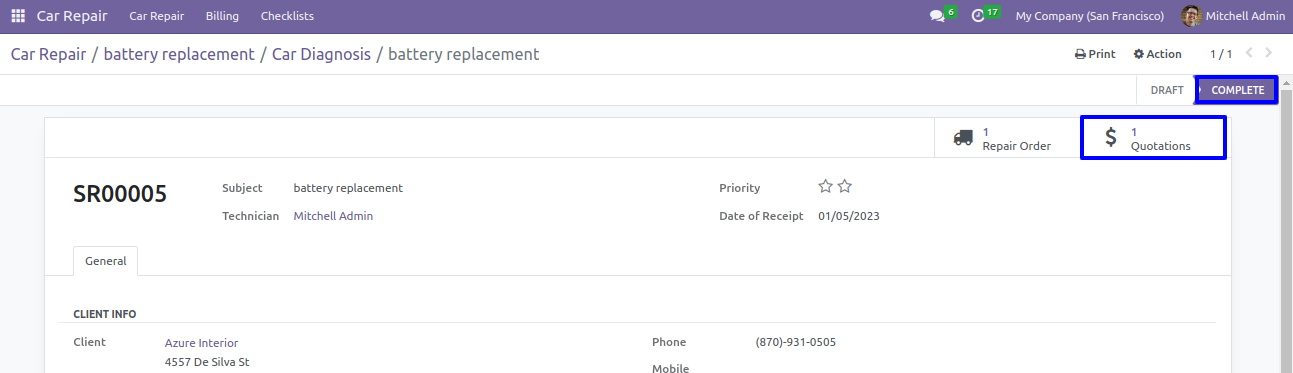 Car Repair Car Repair Billing Checklists 6 17 My Company (San Francisco) Mitchell Admin
Car Repair / battery replacement / Car Diagnosis / battery replacement Print Action 1 / 1
DRAFT COMPLETE
1 Repair Order
1 Quotations
SR00005
Subject battery replacement
Technician Mitchell Admin
Priority
Date of Receipt 01/05/2023
General
CLIENT INFO
Client Azure Interior
4557 De Silva St
Phone (870)-931-0505
Mobile